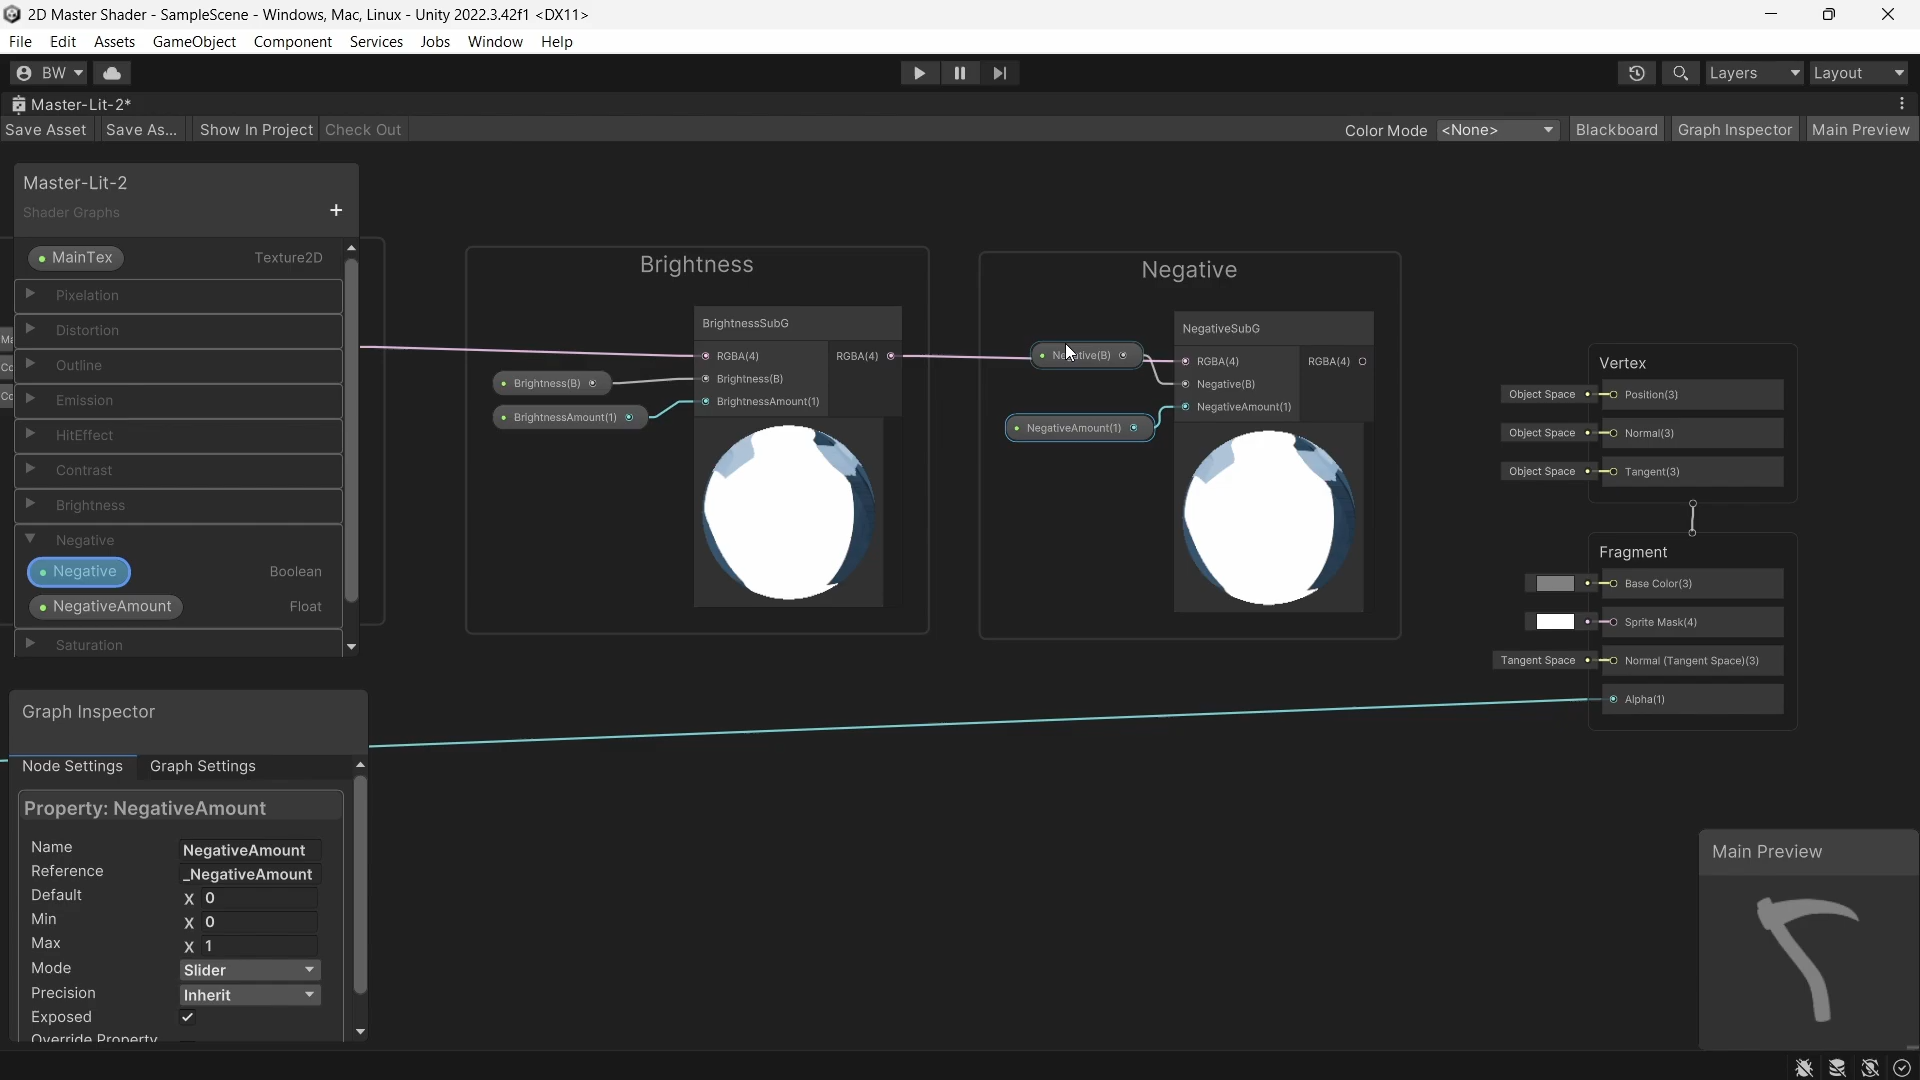 2D Master Shader - SampleScene - Windows, Mac, Linux - Unity 2022.3.42f1 <DX11>
File Edit Assets GameObject Component Services Jobs Window Help
BW
Layers
Layout
Master-Lit-2*
Save Asset Save As... Show In Project Check Out
Color Mode <None> Blackboard Graph Inspector Main Preview
Master-Lit-2
Shader Graphs
+
MainTex Texture2D
Pixelation
Distortion
Outline
Emission
HitEffect
Contrast
Brightness
Negative
Negative Boolean
NegativeAmount Float
Saturation
Brightness
BrightnessSubG
RGBA(4) RGBA(4)
Brightness(B) Brightness(B)
BrightnessAmount(1) BrightnessAmount(1)
Negative
NegativeSubG
RGBA(4) RGBA(4)
Negative(B)
NegativeAmount(1) NegativeAmount(1)
Vertex
Object Space Position(3)
Object Space Normal(3)
Object Space Tangent(3)
Fragment
Base Color(3)
Sprite Mask(4)
Tangent Space Normal (Tangent Space)(3)
Alpha(1)
Graph Inspector
Node Settings Graph Settings
Property: NegativeAmount
Name NegativeAmount
Reference _NegativeAmount
Default X 0
Min X 0
Max X 1
Mode Slider
Precision Inherit
Exposed
Override Property
Main Preview